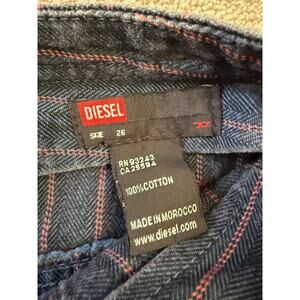 DIESEL
SIZE 26
RN 93243
CA 25594
100%COTTON
MADE IN MOROCCO
www.diesel.com